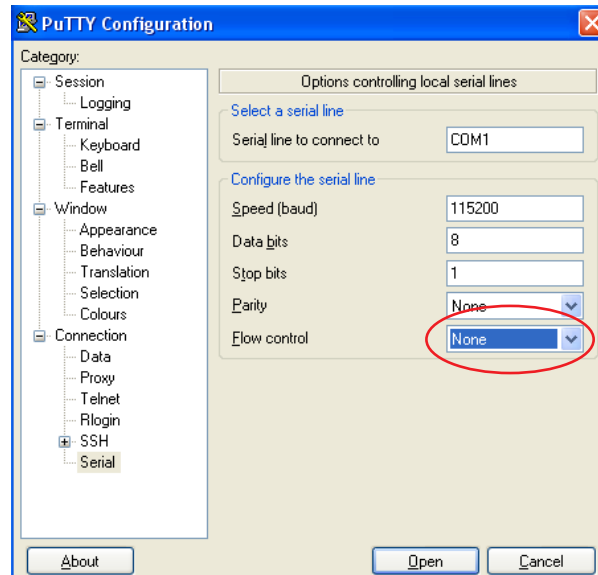 PuTTY Configuration
Category:
Session
Logging
Terminal
Keyboard
Bell
Features
Window
Appearance
Behaviour
Translation
Selection
Colours
Connection
Data
Proxy
Telnet
Rlogin
SSH
Serial
Options controlling local serial lines
Select a serial line
Serial line to connect to COM1
Configure the serial line
Speed (baud) 115200
Data bits 8
Stop bits 1
Parity None
Flow control None
About Open Cancel